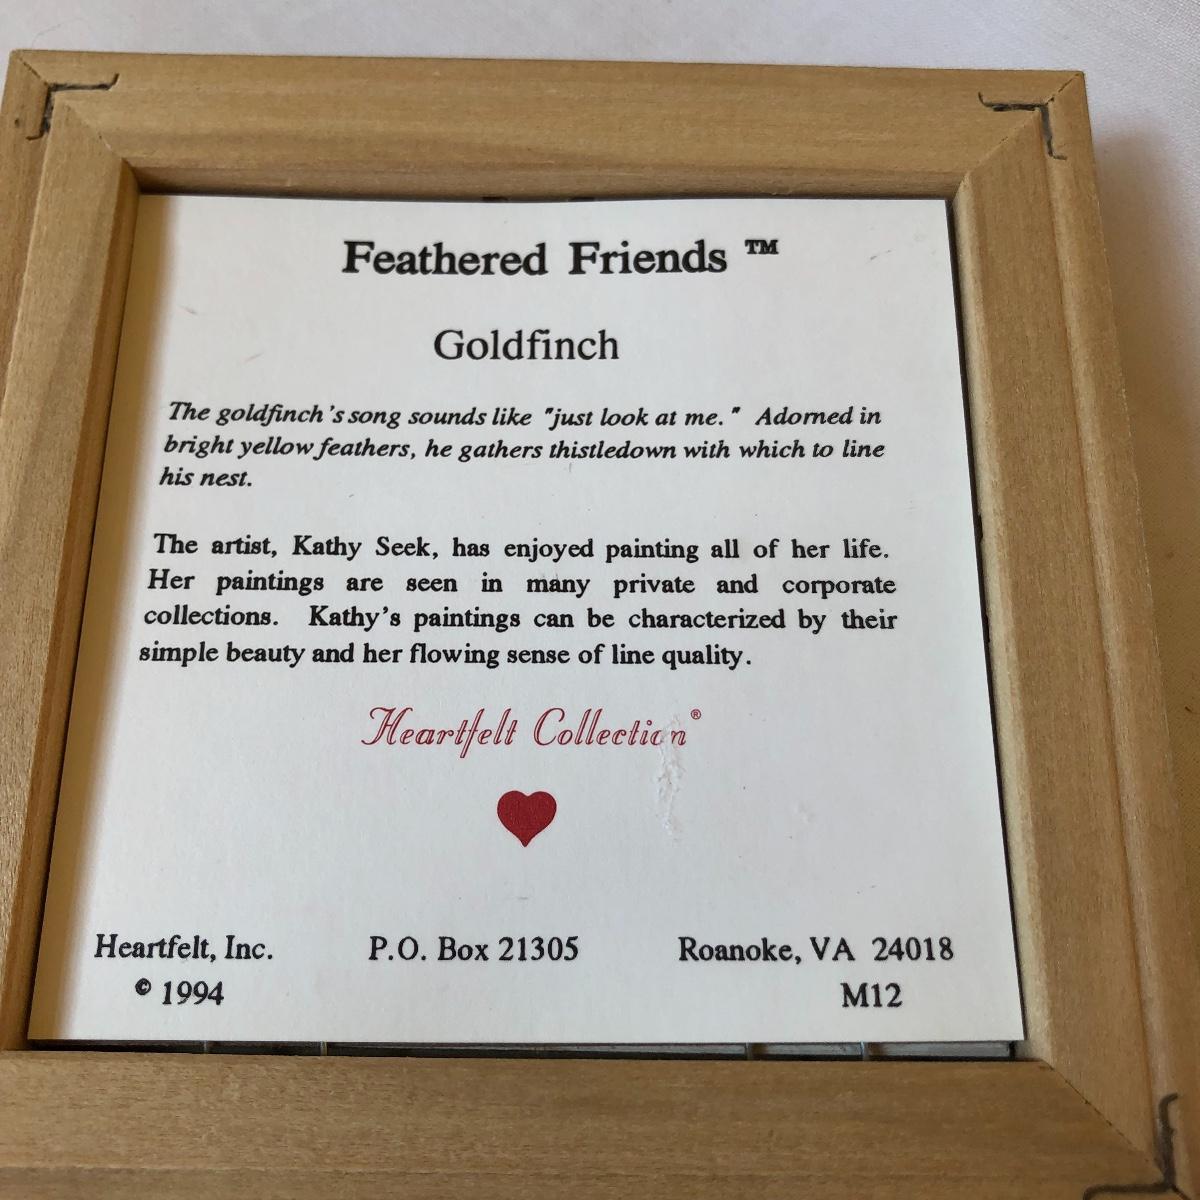 Feathered Friends ™
Goldfinch
The goldfinch's song sounds like "just look at me." Adorned in
bright yellow feathers, he gathers thistledown with which to line
his nest.
The artist, Kathy Seek, has enjoyed painting all of her life.
Her paintings are seen in many private and corporate
collections. Kathy's paintings can be characterized by their
simple beauty and her flowing sense of line quality.
Heartfelt Collection®
Heartfelt, Inc. P.O. Box 21305 Roanoke, VA 24018
© 1994 M12